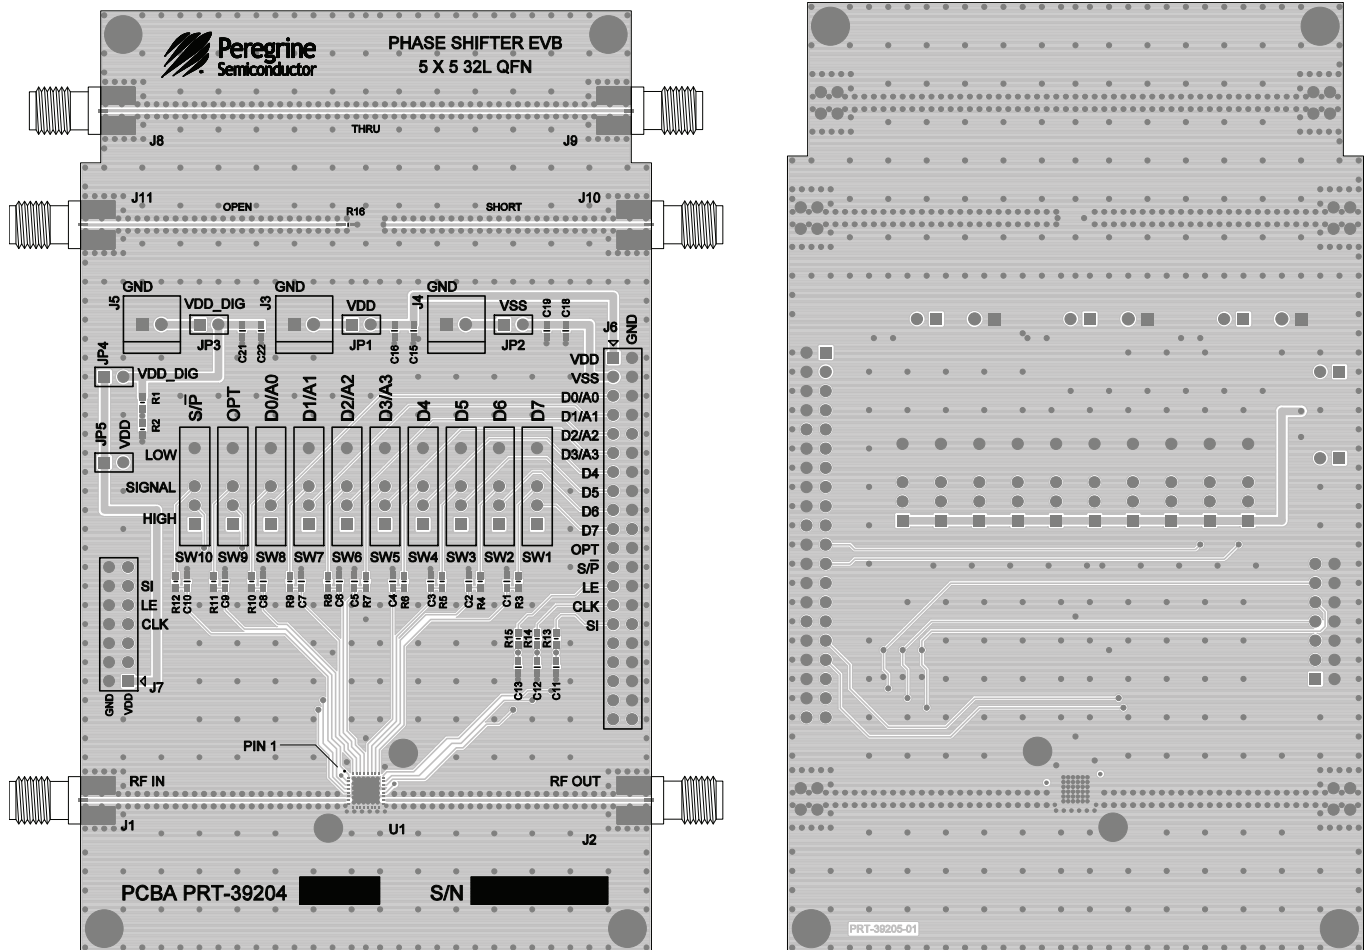 Peregrine
Semiconductor
PHASE SHIFTER EVB
5 X 5 32L QFN
J8
THRU
J9
J11
OPEN
R16
SHORT
J10
GND
GND
GND
J5
VDD_DIG
J3
VDD
J4
VSS
C19
C18
J6
GND
JP3
C21
C22
JP1
C16
C15
JP2
JP4
VDD_DIG
R1
R2
JP5
VDD
S/P
OPT
D0/A0
D1/A1
D2/A2
D3/A3
D4
D5
D6
D7
LOW
SIGNAL
HIGH
VDD
VSS
D0/A0
D1/A1
D2/A2
D3/A3
D4
D5
D6
D7
OPT
S/P
LE
CLK
SI
SW10
SW9
SW8
SW7
SW6
SW5
SW4
SW3
SW2
SW1
R12
C10
R11
C9
R10
C8
R9
C7
R8
C6
C5
R7
C4
R6
C3
R5
C2
R4
C1
R3
SI
LE
CLK
R15
R14
R13
C13
C12
C11
J7
GND
VDD
PIN 1
RF IN
RF OUT
J1
U1
J2
PCBA PRT-39204
S/N
PRT-39205-01